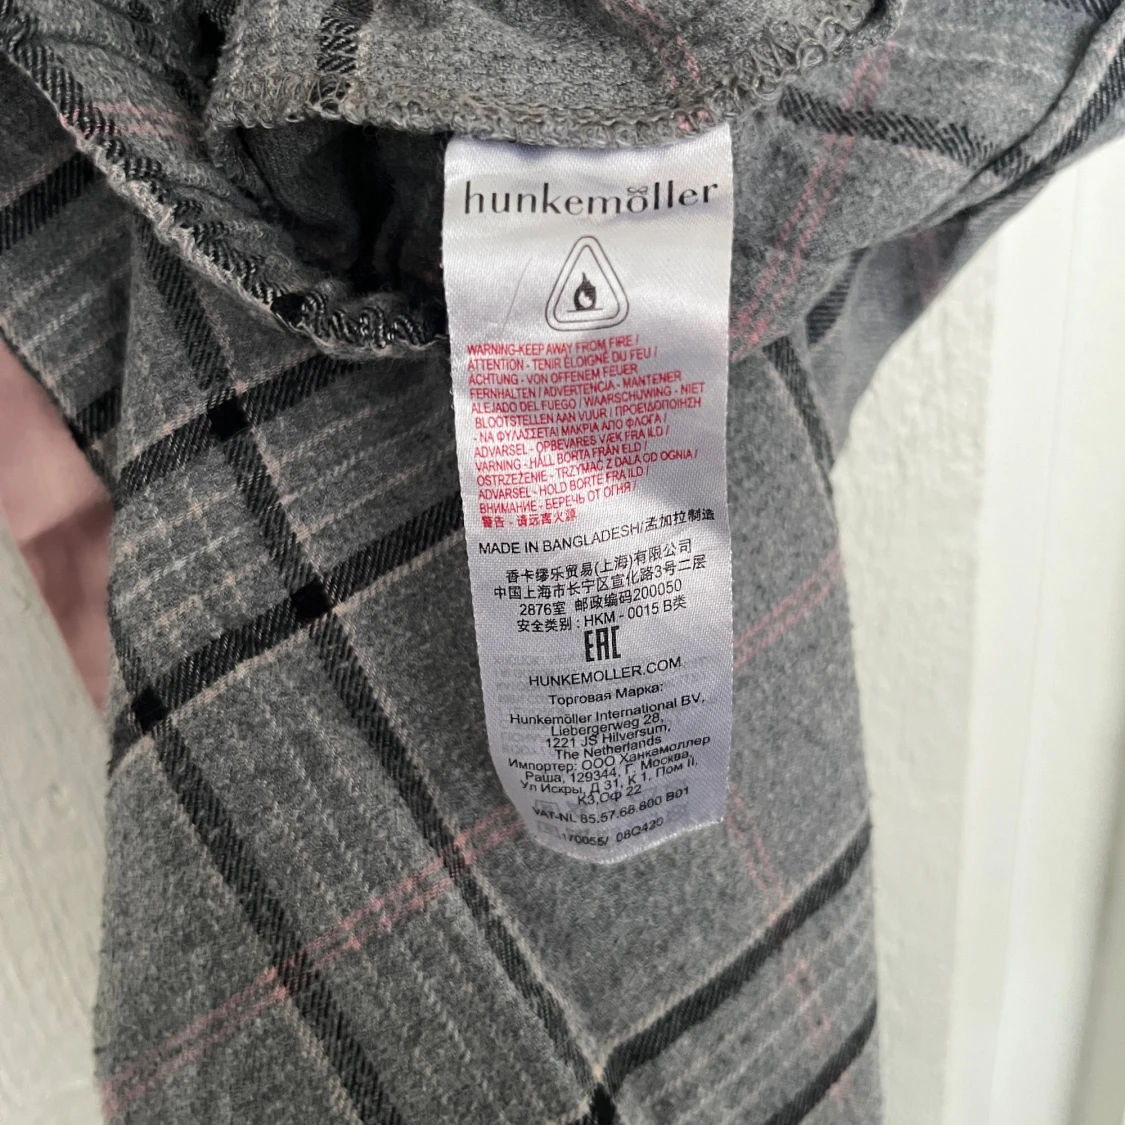 hunkemöller
WARNING-KEEP AWAY FROM FIRE /
ATTENTION - TENIR ÉLOIGNÉ DU FEU /
ACHTUNG - VON OFFENEM FEUER
FERNHALTEN / ADVERTENCIA - MANTENER
ALEJADO DEL FUEGO / WAARSCHUWING - NIET
BLOOTSTELLEN AAN VUUR / ΠΡΟΕΙΔΟΠΟΙΗΣΗ
- ΝΑ ΦΥΛΑΣΣΕΤΑΙ ΜΑΚΡΙΑ ΑΠΟ ΦΛΟΓΑ /
ADVARSEL - OPBEVARES VÆK FRA ILD /
VARNING - HÅLL BORTA FRÅN ELD /
OSTRZEŻENIE - TRZYMAĆ Z DALA OD OGNIA /
ADVARSEL - HOLD BORTE FRA ILD /
ВНИМАНИЕ - БЕРЕЧЬ ОТ ОГНЯ /
警告 - 请远离火源
MADE IN BANGLADESH/孟加拉制造
香卡缪乐贸易(上海)有限公司
中国上海市长宁区宣化路3号二层
2876室 邮政编码200050
安全类别 : HKM - 0015 B类
EAC
HUNKEMOLLER.COM
Торговая Марка:
Hunkemöller International BV,
Liebergerweg 28,
1221 JS Hilversum,
The Netherlands
Импортер: ООО Ханкамоллер
Раша, 129344, Г. Москва,
Ул Искры, Д 31, К 1, Пом II,
К3,Оф 22
VAT-NL 85.57.68.800 B01
170055/ 08Q420